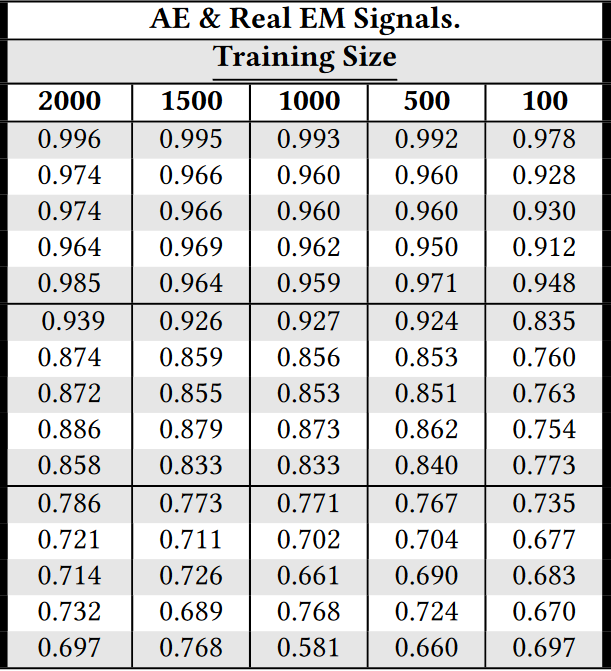 AE & Real EM Signals.
Training Size
2000 1500 1000 500 100
0.996 0.995 0.993 0.992 0.978
0.974 0.966 0.960 0.960 0.928
0.974 0.966 0.960 0.960 0.930
0.964 0.969 0.962 0.950 0.912
0.985 0.964 0.959 0.971 0.948
0.939 0.926 0.927 0.924 0.835
0.874 0.859 0.856 0.853 0.760
0.872 0.855 0.853 0.851 0.763
0.886 0.879 0.873 0.862 0.754
0.858 0.833 0.833 0.840 0.773
0.786 0.773 0.771 0.767 0.735
0.721 0.711 0.702 0.704 0.677
0.714 0.726 0.661 0.690 0.683
0.732 0.689 0.768 0.724 0.670
0.697 0.768 0.581 0.660 0.697